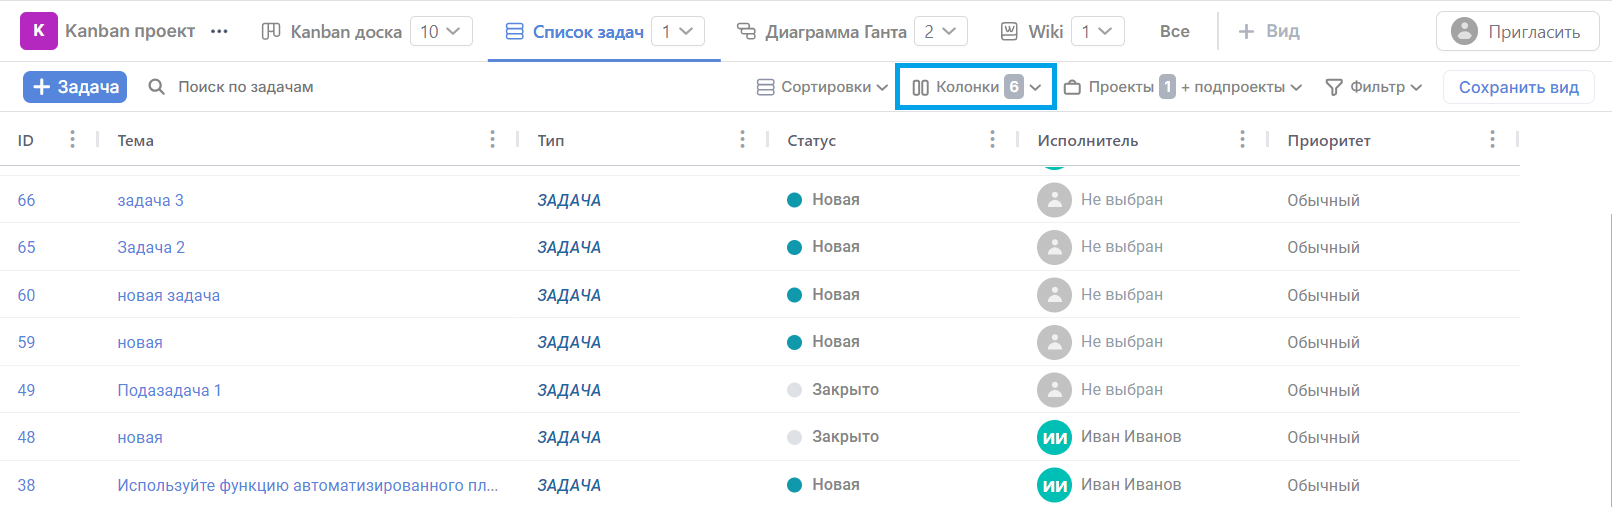 K Kanban проект ... Kanban доска 10 Список задач 1 Диаграмма Ганта 2 Wiki 1 Все + Вид Пригласить
+ Задача Поиск по задачам Сортировки Колонки 6 Проекты 1 + подпроекты Фильтр Сохранить вид
ID Тема Тип Статус Исполнитель Приоритет
66 задача 3 ЗАДАЧА Новая Не выбран Обычный
65 Задача 2 ЗАДАЧА Новая Не выбран Обычный
60 новая задача ЗАДАЧА Новая Не выбран Обычный
59 новая ЗАДАЧА Новая Не выбран Обычный
49 Подазадача 1 ЗАДАЧА Закрыто Не выбран Обычный
48 новая ЗАДАЧА Закрыто ИИ Иван Иванов Обычный
38 Используйте функцию автоматизированного пл... ЗАДАЧА Новая ИИ Иван Иванов Обычный